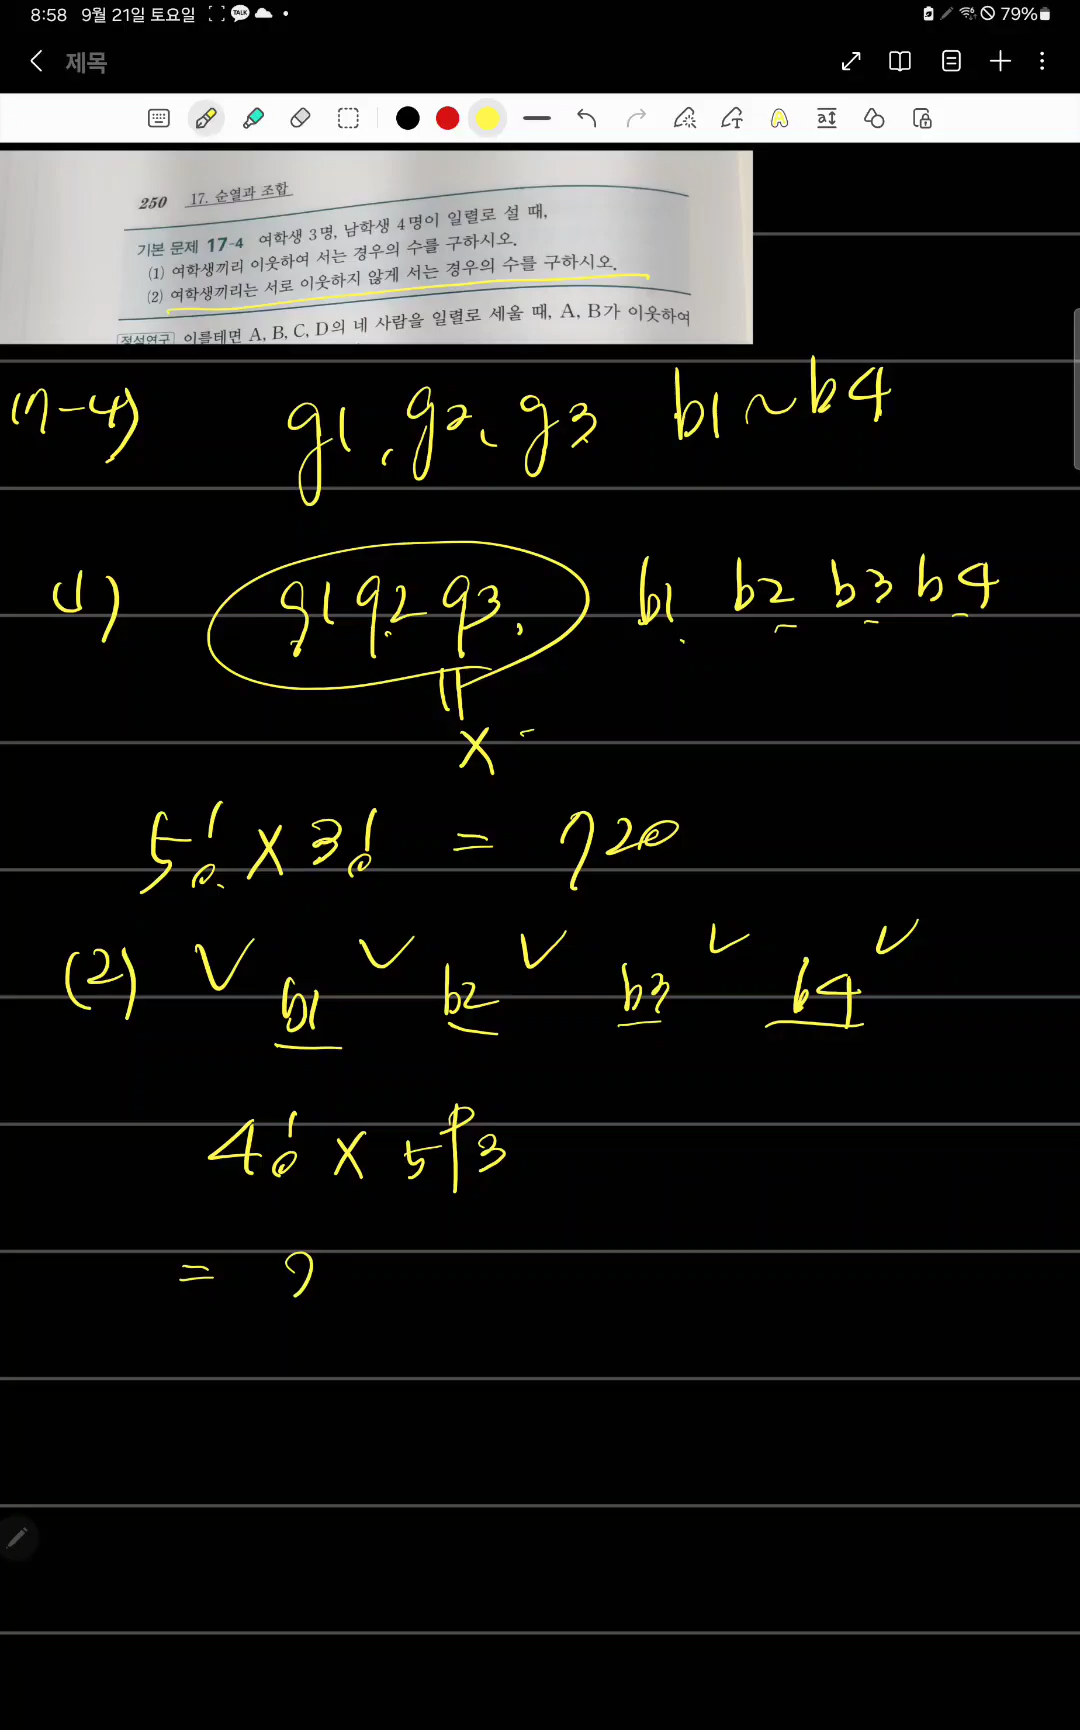 8:58 9월 21일 토요일 TALK 79%
제목
250 17. 순열과 조합
기본 문제 17-4 여학생 3명, 남학생 4명이 일렬로 설 때,
(1) 여학생끼리 이웃하여 서는 경우의 수를 구하시오.
(2) 여학생끼리는 서로 이웃하지 않게 서는 경우의 수를 구하시오.
정석연구 이를테면 A, B, C, D의 네 사람을 일렬로 세울 때, A, B가 이웃하여
17-4) g1, g2, g3 b1 ~ b4
(1) g1 g2 g3, b1 b2 b3 b4
X
5! X 3! = 720
(2) V b1 V b2 V b3 V b4 V
4! X 5P3
= 2